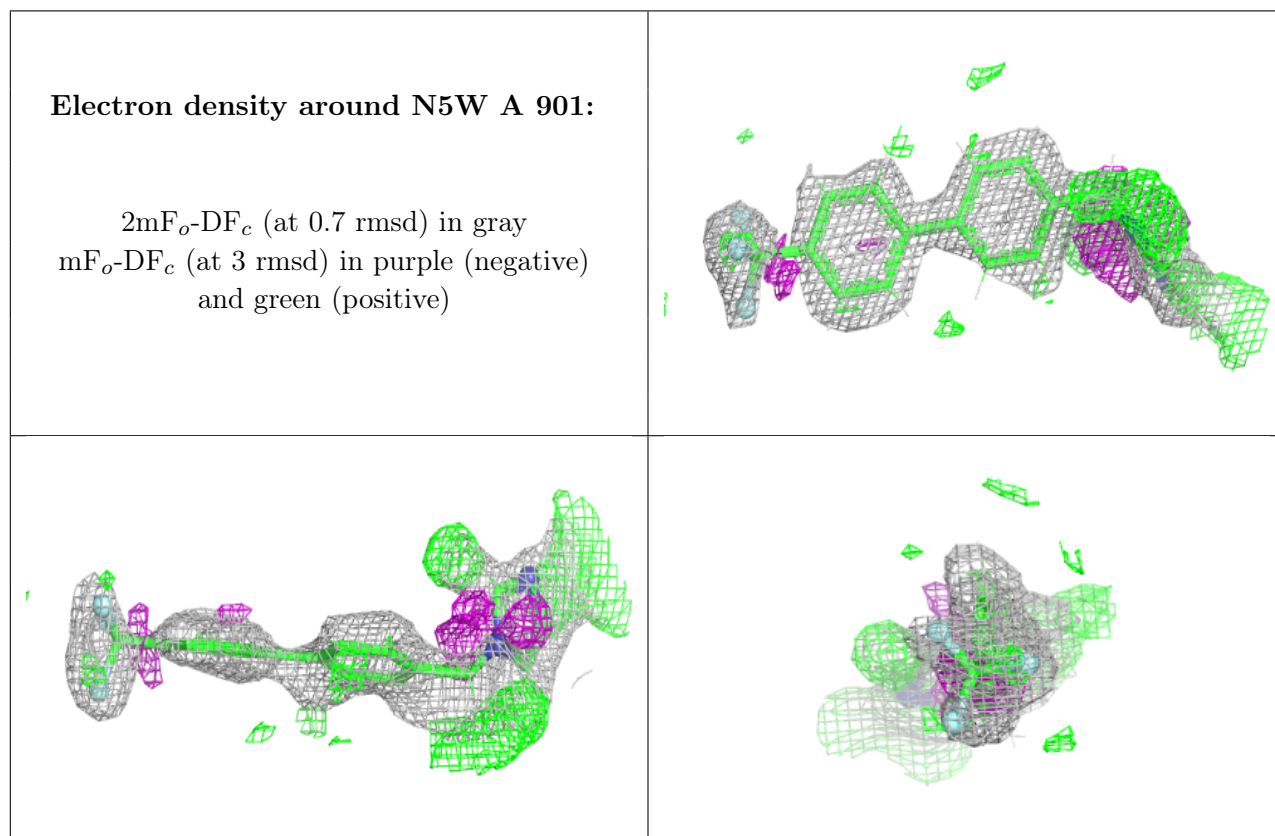 Electron density around N5W A 901:
2mFo-DFc (at 0.7 rmsd) in gray
mFo-DFc (at 3 rmsd) in purple (negative)
and green (positive)